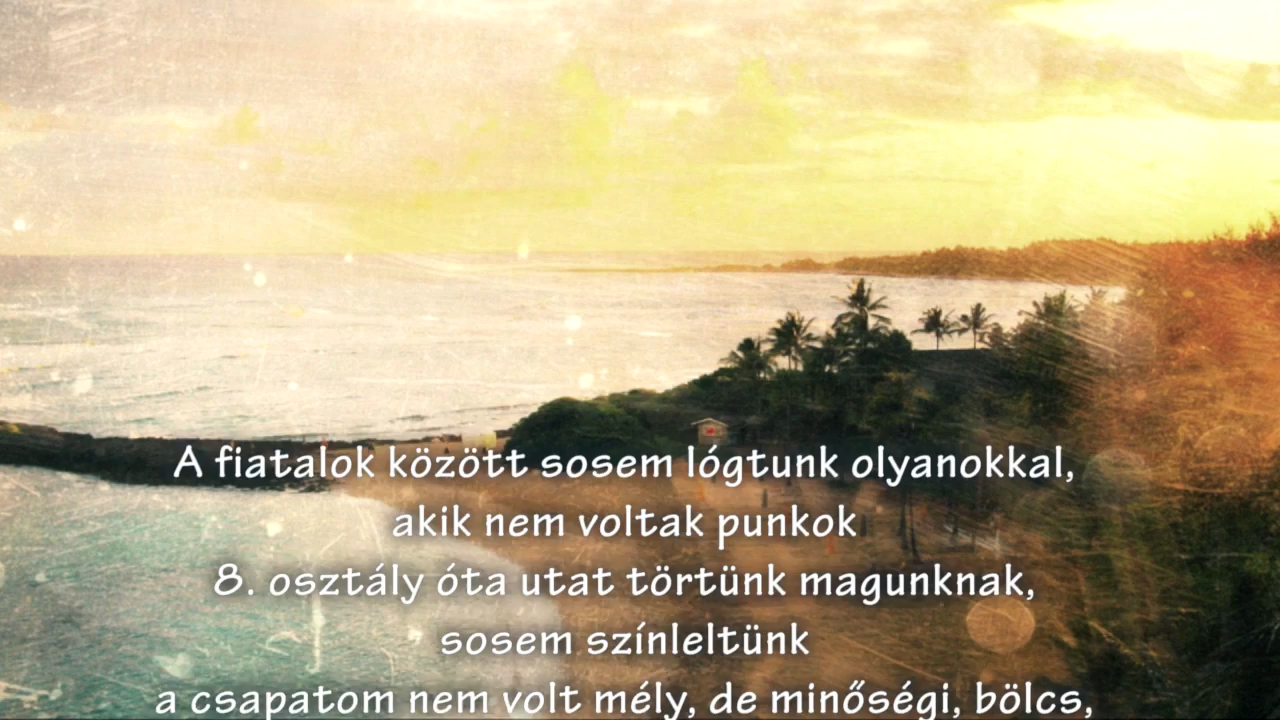 A fiatalok között sosem lógtunk olyanokkal,
akik nem voltak punkok
8. osztály óta utat törtünk magunknak,
sosem színleltünk
a csapatom nem volt mély, de minőségi, bölcs,